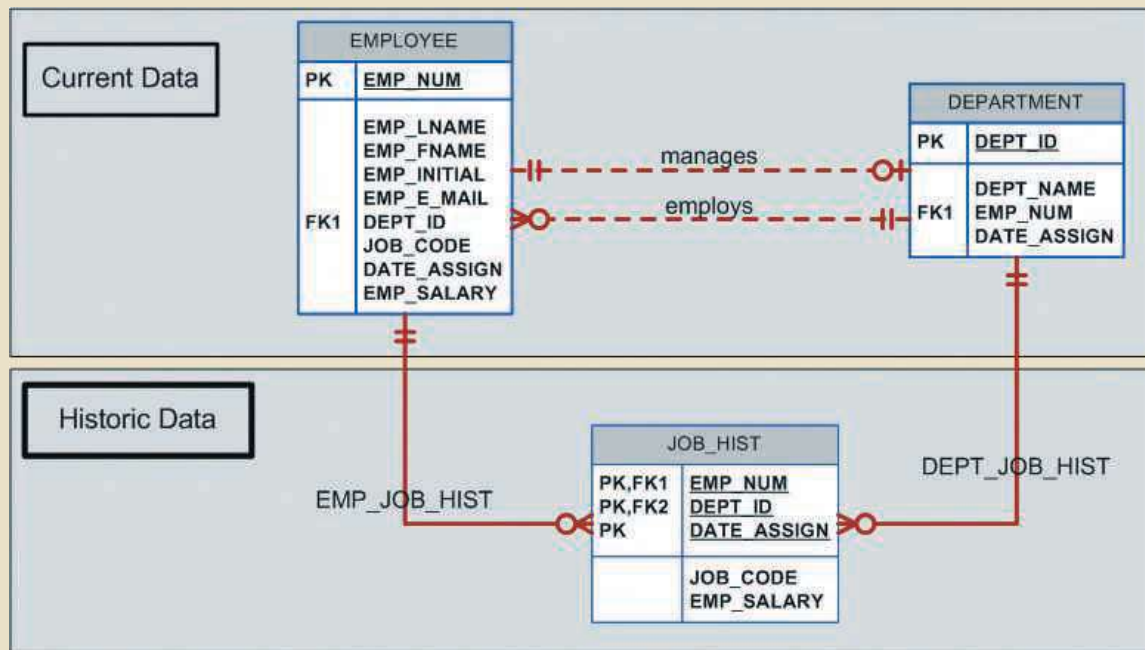 Current Data
EMPLOYEE
PK EMP_NUM
EMP_LNAME
EMP_FNAME
EMP_INITIAL
EMP_E_MAIL
FK1 DEPT_ID
JOB_CODE
DATE_ASSIGN
EMP_SALARY
manages
employs
DEPARTMENT
PK DEPT_ID
DEPT_NAME
FK1 EMP_NUM
DATE_ASSIGN
Historic Data
EMP_JOB_HIST
JOB_HIST
PK,FK1 EMP_NUM
PK,FK2 DEPT_ID
PK DATE_ASSIGN
JOB_CODE
EMP_SALARY
DEPT_JOB_HIST